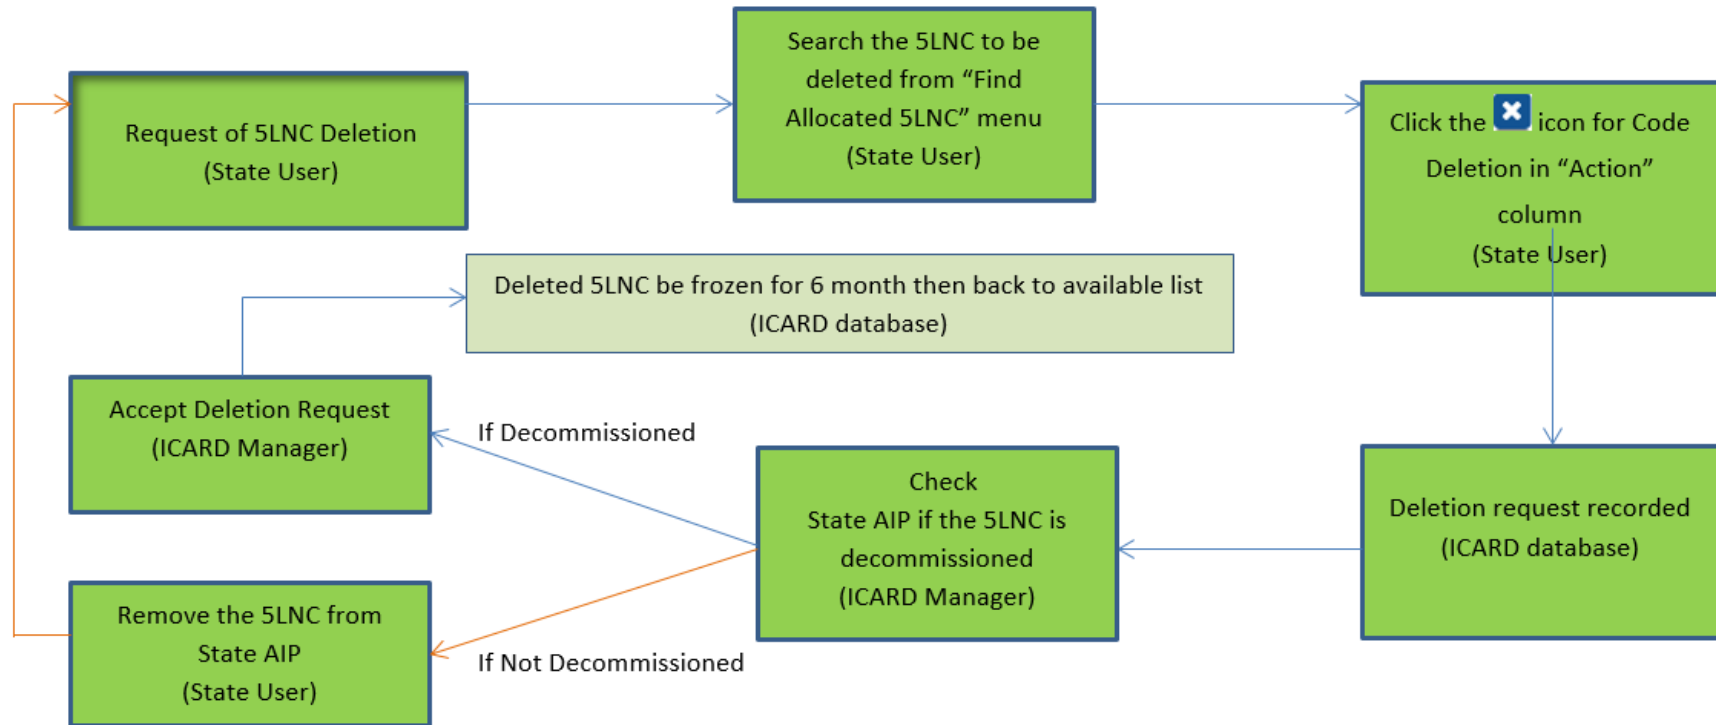 Request of 5LNC Deletion
(State User)
Search the 5LNC to be
deleted from “Find
Allocated 5LNC” menu
(State User)
Click the icon for Code
Deletion in “Action”
column
(State User)
Deleted 5LNC be frozen for 6 month then back to available list
(ICARD database)
Accept Deletion Request
(ICARD Manager)
If Decommissioned
Check
State AIP if the 5LNC is
decommissioned
(ICARD Manager)
Deletion request recorded
(ICARD database)
Remove the 5LNC from
State AIP
(State User)
If Not Decommissioned